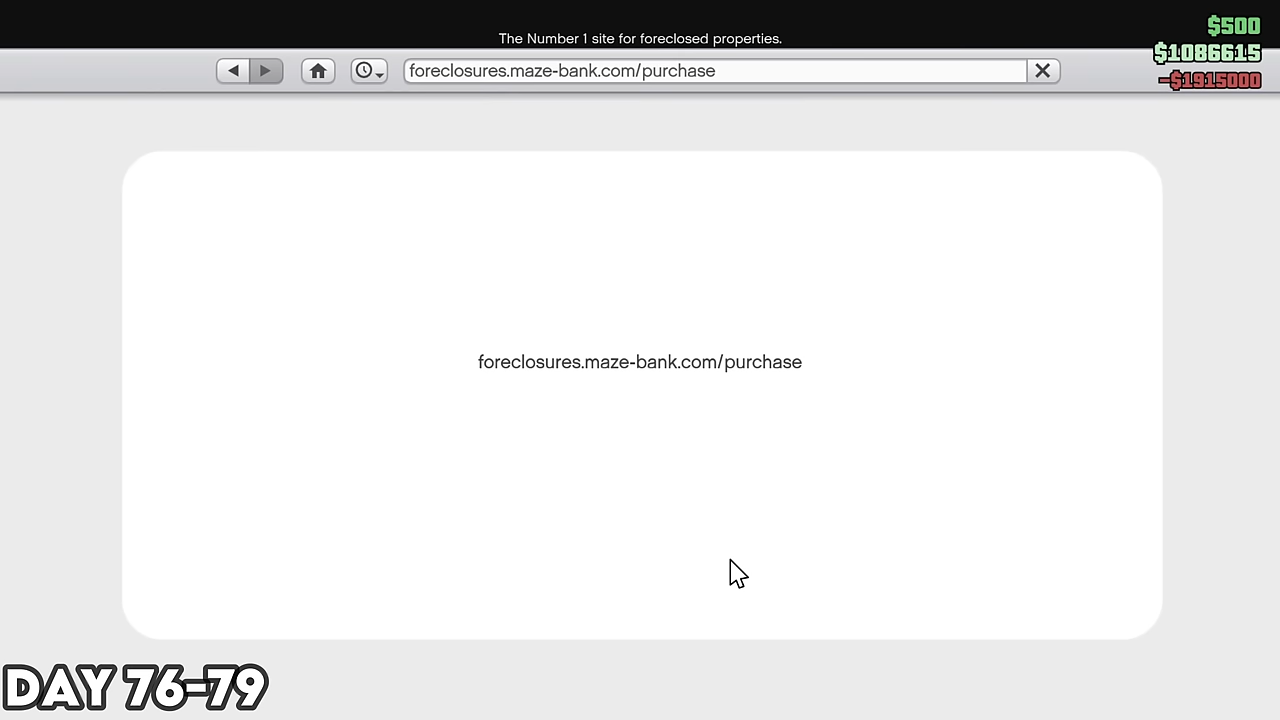 The Number 1 site for foreclosed properties.
$500
$1086615
-$1915000
foreclosures.maze-bank.com/purchase
foreclosures.maze-bank.com/purchase
DAY 76-79